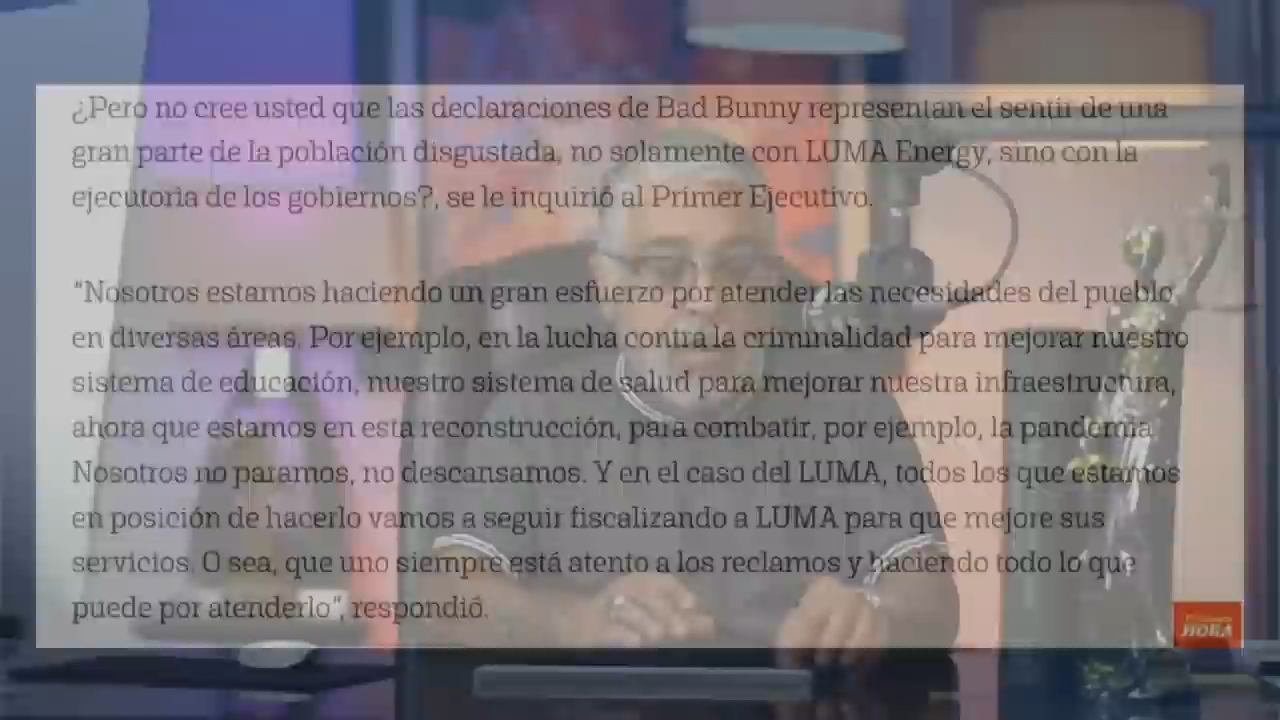 ¿Pero no cree usted que las declaraciones de Bad Bunny representan el sentir de una
gran parte de la población disgustada, no solamente con LUMA Energy, sino con la
ejecutoria de los gobiernos?, se le inquirió al Primer Ejecutivo.
“Nosotros estamos haciendo un gran esfuerzo por atender las necesidades del pueblo
en diversas áreas. Por ejemplo, en la lucha contra la criminalidad para mejorar nuestro
sistema de educación, nuestro sistema de salud para mejorar nuestra infraestructura,
ahora que estamos en esta reconstrucción, para combatir, por ejemplo, la pandemia.
Nosotros no paramos, no descansamos. Y en el caso del LUMA, todos los que estamos
en posición de hacerlo vamos a seguir fiscalizando a LUMA para que mejore sus
servicios. O sea, que uno siempre está atento a los reclamos y haciendo todo lo que
puede por atenderlo”, respondió.
HORA